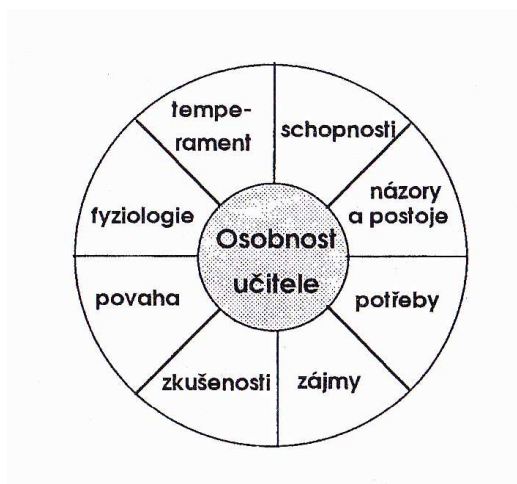 tempe-
rament
schopnosti
názory
a postoje
fyziologie
Osobnost
učitele
povaha
potřeby
zkušenosti
zájmy